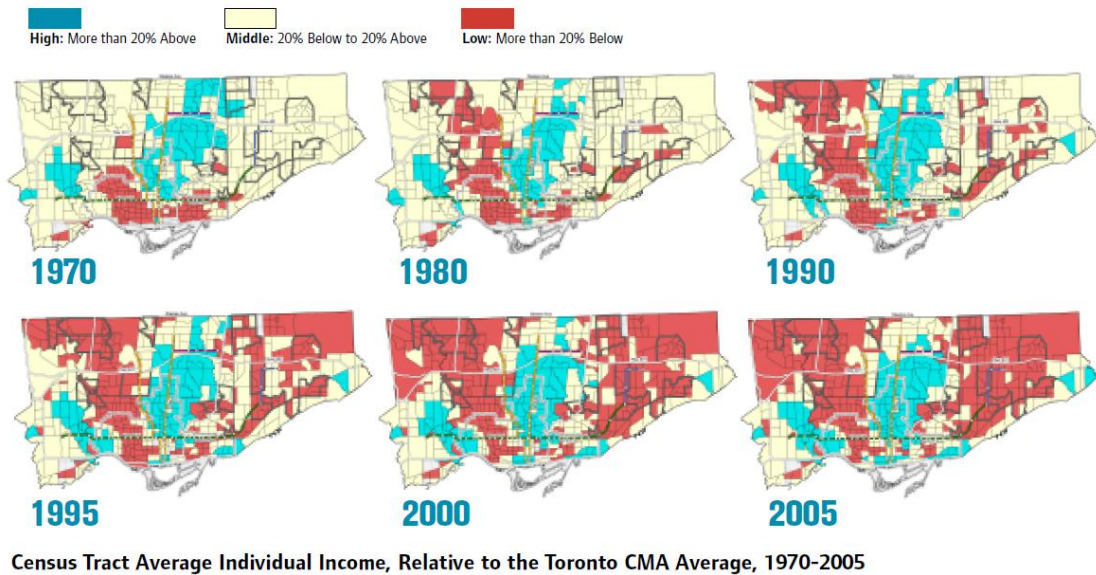 High: More than 20% Above
Middle: 20% Below to 20% Above
Low: More than 20% Below
1970
1980
1990
1995
2000
2005
Census Tract Average Individual Income, Relative to the Toronto CMA Average, 1970-2005